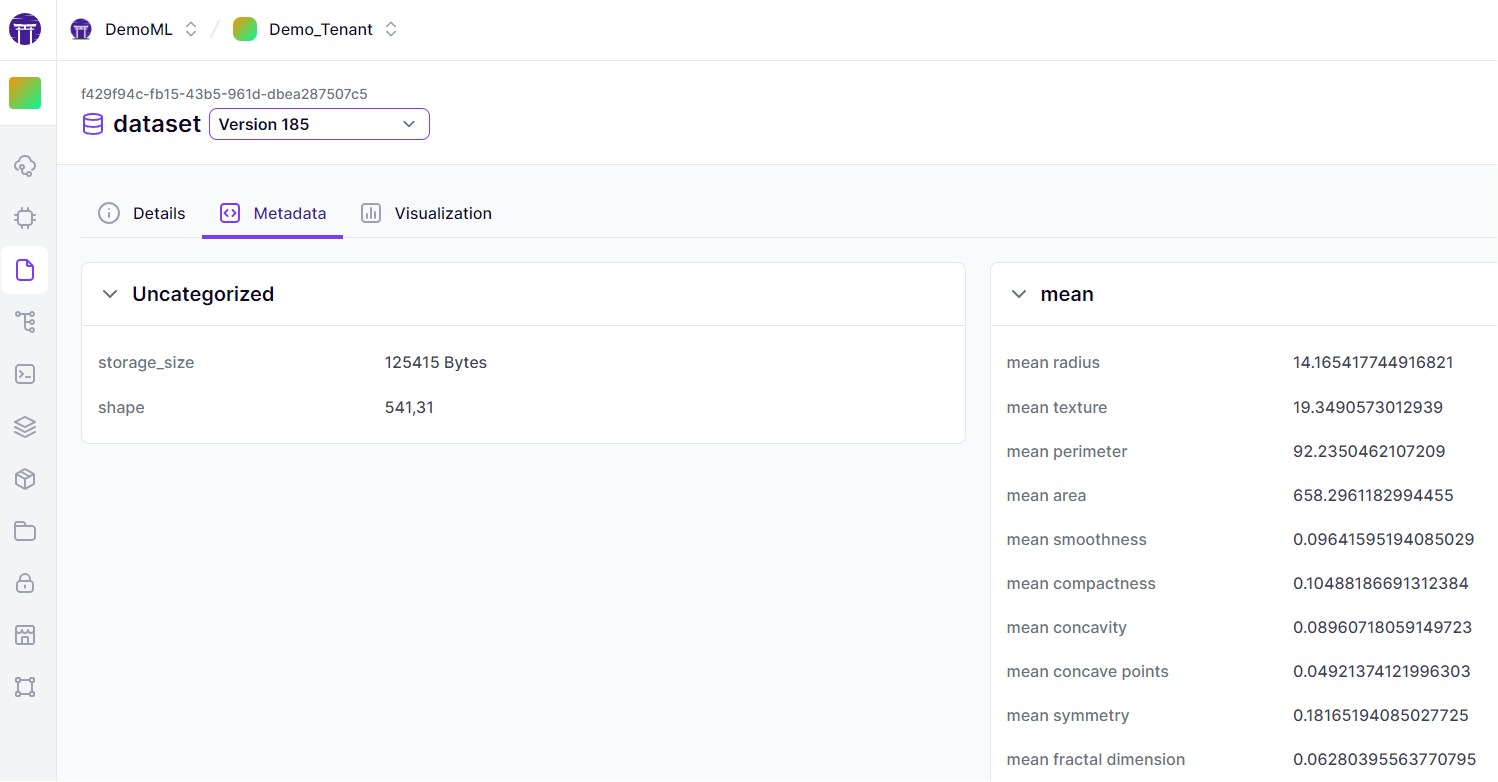 DemoML / Demo_Tenant
f429f94c-fb15-43b5-961d-dbea287507c5
dataset Version 185
Details Metadata Visualization
Uncategorized
storage_size 125415 Bytes
shape 541,31
mean
mean radius 14.165417744916821
mean texture 19.3490573012939
mean perimeter 92.2350462107209
mean area 658.2961182994455
mean smoothness 0.09641595194085029
mean compactness 0.10488186691312384
mean concavity 0.08960718059149723
mean concave points 0.04921374121996303
mean symmetry 0.18165194085027725
mean fractal dimension 0.06280395563770795